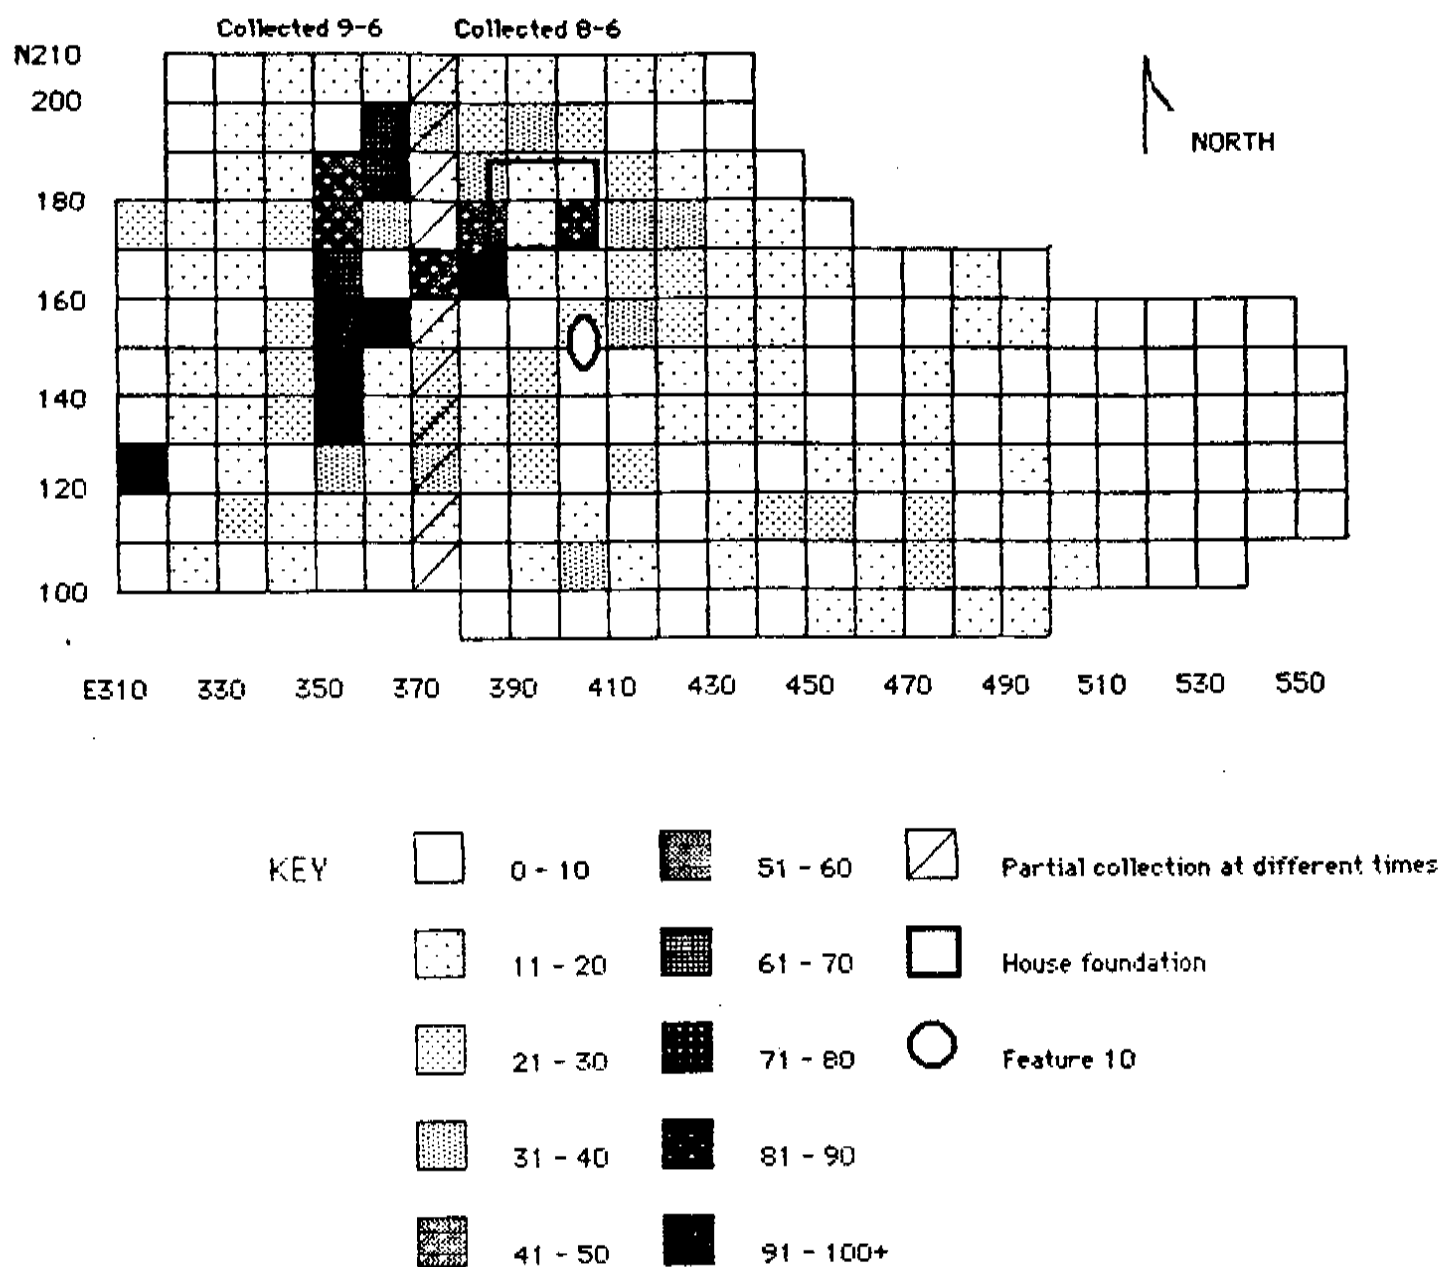 Collected 9-6 Collected 8-6
N210
200
NORTH
180
160
140
120
100
E310 330 350 370 390 410 430 450 470 490 510 530 550
KEY 0 - 10 51 - 60 Partial collection at different times
11 - 20 61 - 70 House foundation
21 - 30 71 - 80 Feature 10
31 - 40 81 - 90
41 - 50 91 - 100+